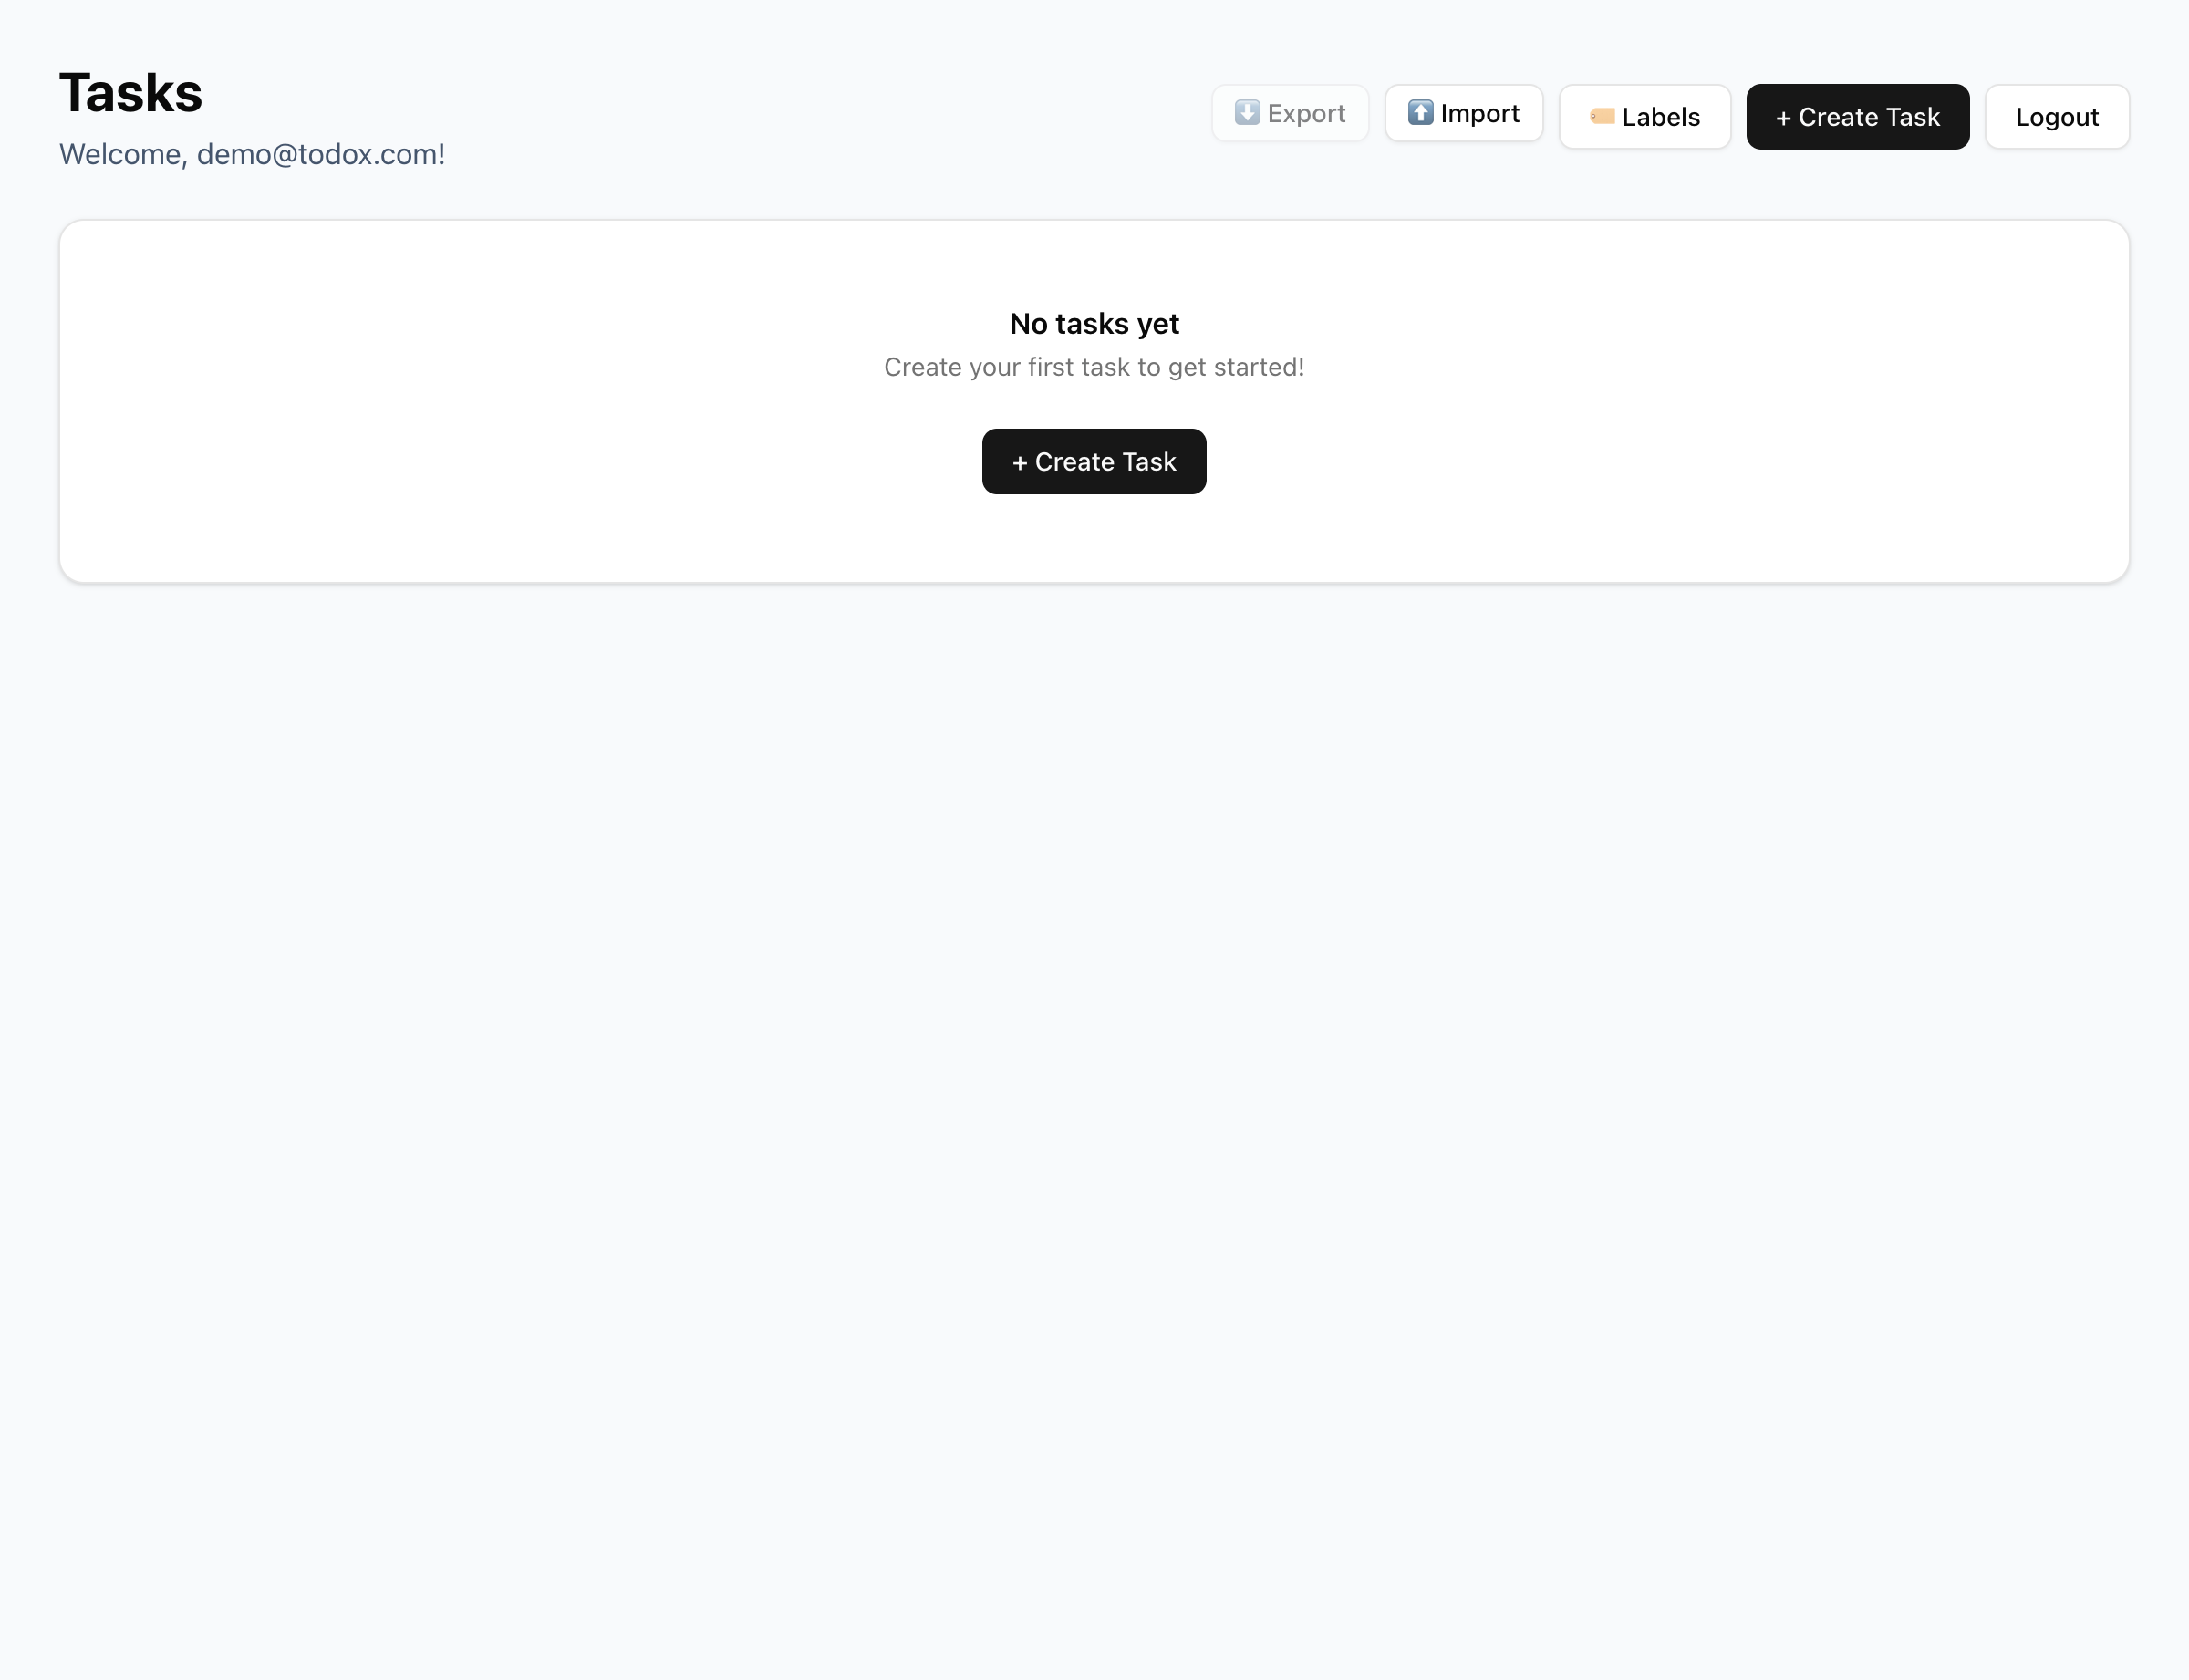 Tasks
Welcome, demo@todox.com!
Export
Import
Labels
+ Create Task
Logout
No tasks yet
Create your first task to get started!
+ Create Task